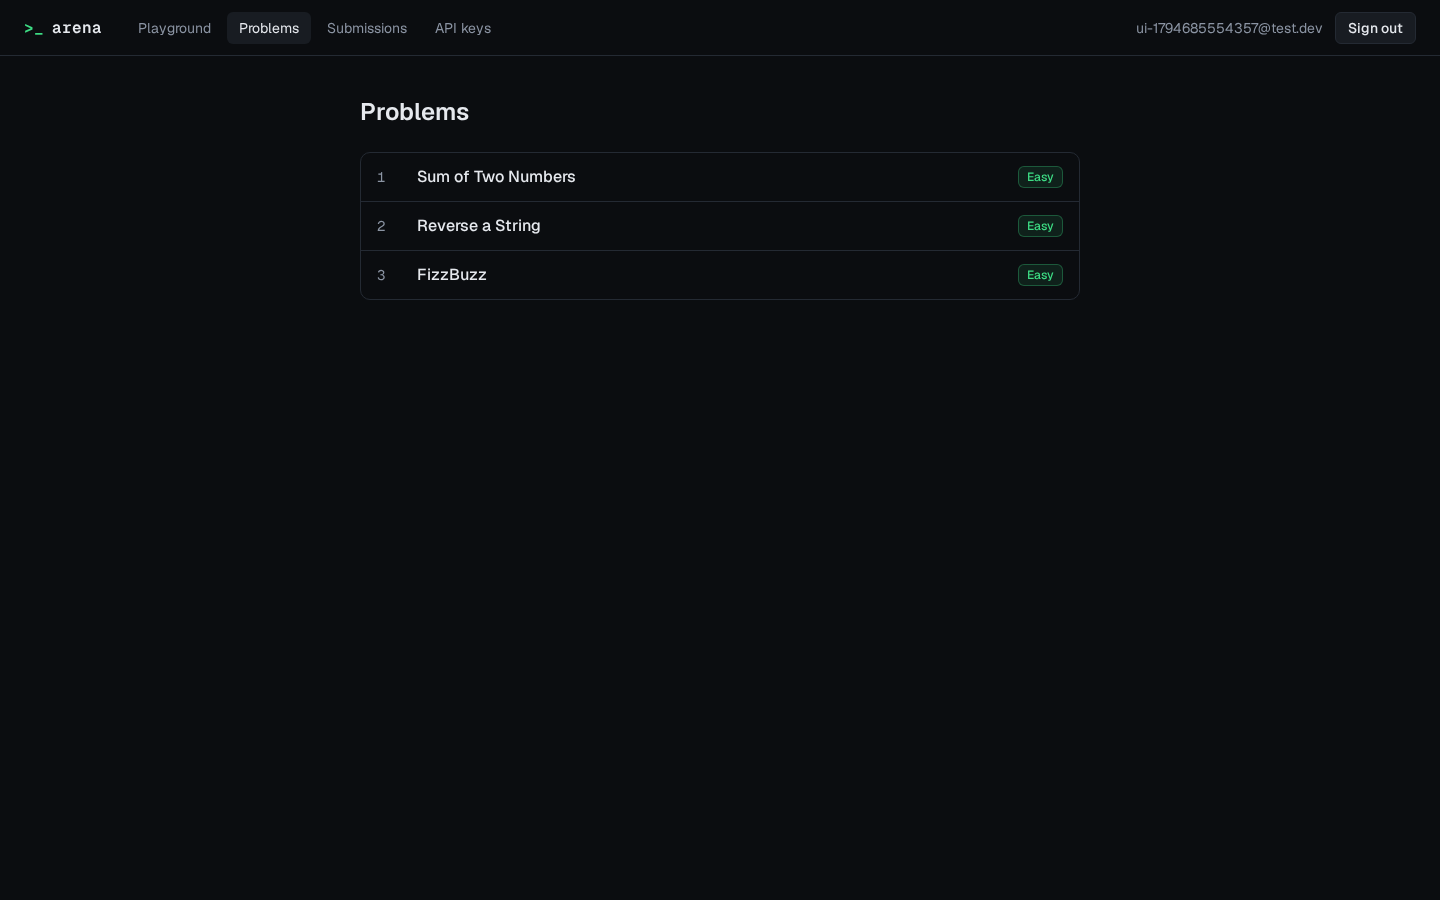 >_ arena Playground Problems Submissions API keys ui-1794685554357@test.dev Sign out
Problems
1 Sum of Two Numbers Easy
2 Reverse a String Easy
3 FizzBuzz Easy